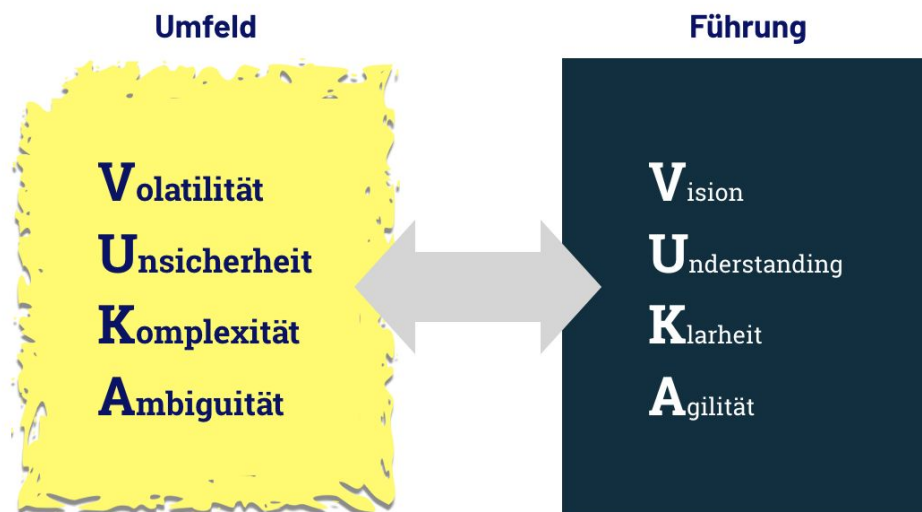 Umfeld
Volatilität
Unsicherheit
Komplexität
Ambiguität
Führung
Vision
Understanding
Klarheit
Agilität